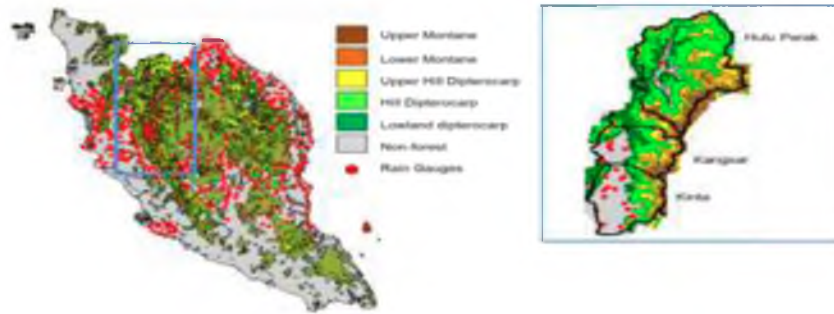 Upper Montane
Lower Montane
Upper Hill Dipterocarp
Hill Dipterocarp
Lowland dipterocarp
Non-forest
Rain Gauges
Hulu Perak
Kangsar
Kinta